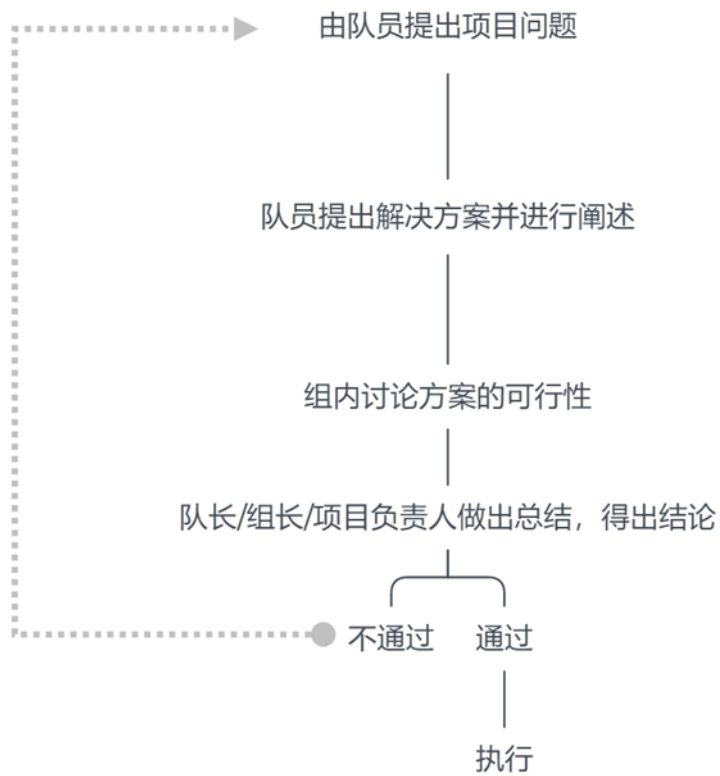 由队员提出项目问题
队员提出解决方案并进行阐述
组内讨论方案的可行性
队长/组长/项目负责人做出总结，得出结论
不通过 通过
执行